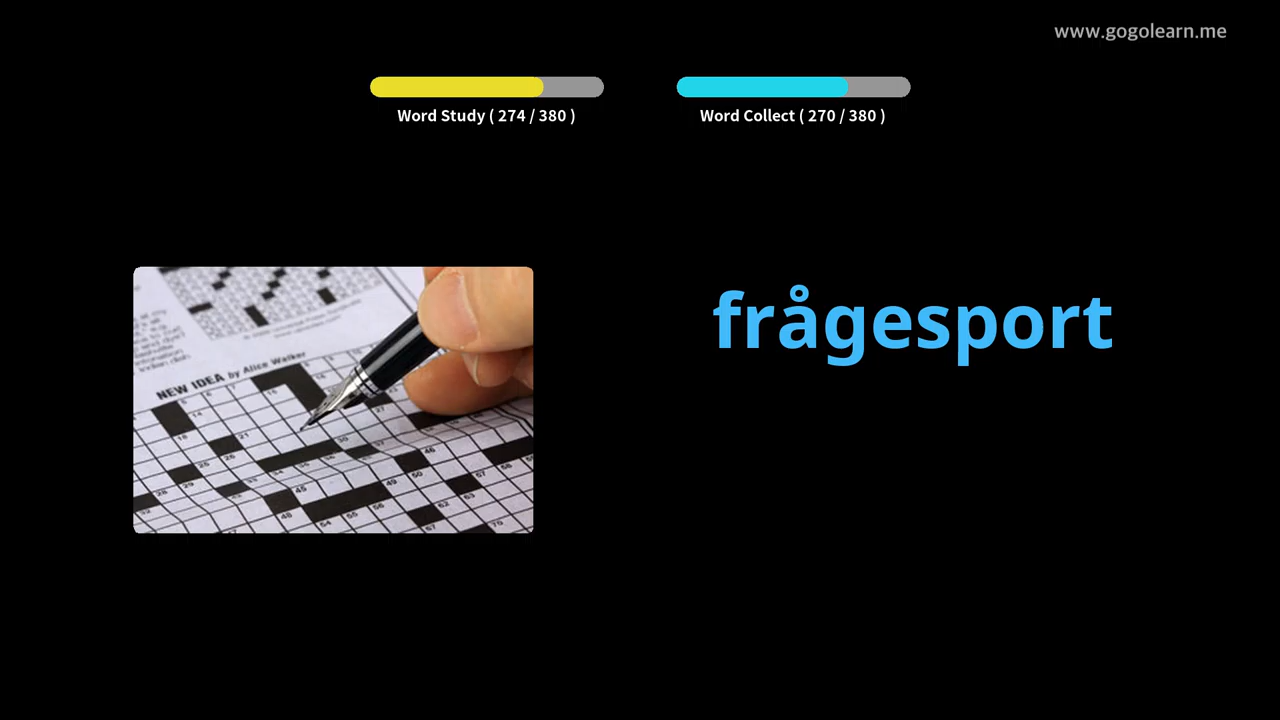 www.gogolearn.me
Word Study ( 274 / 380 )
Word Collect ( 270 / 380 )
frågesport
NEW IDEA by Alice Walker